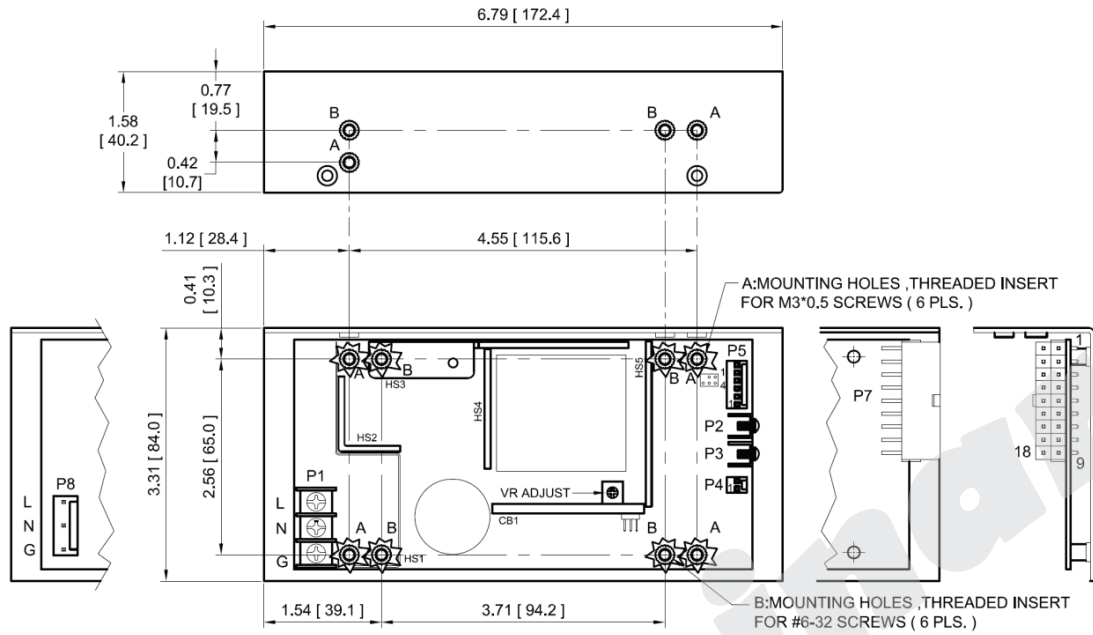 6.79 [ 172.4 ]
0.77
[ 19.5 ]
1.58
[ 40.2 ]
0.42
[10.7]
B
A
B
A
1.12 [ 28.4 ]
4.55 [ 115.6 ]
0.41
[ 10.3 ]
A:MOUNTING HOLES ,THREADED INSERT
FOR M3*0.5 SCREWS ( 6 PLS. )
3.31 [ 84.0 ]
2.56 [ 65.0 ]
A
B
HS3
HS4
HS5
B
A
P5
1
4
1
P2
P3
P4
1
HS2
P1
L
N
G
VR ADJUST
CB1
A
B
HS1
B
A
P8
L
N
G
P7
1
18
9
1.54 [ 39.1 ]
3.71 [ 94.2 ]
B:MOUNTING HOLES ,THREADED INSERT
FOR #6-32 SCREWS ( 6 PLS. )